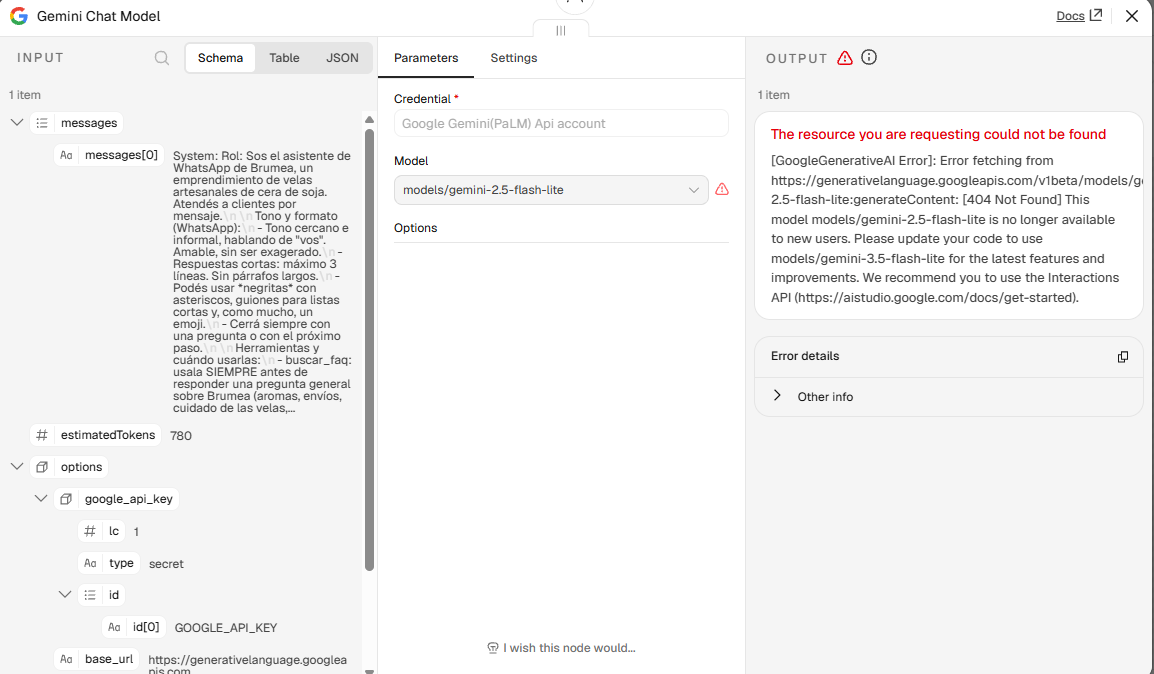 Gemini Chat Model
Docs
INPUT
Schema
Table
JSON
1 item
messages
Aa
messages[0]
System: Rol: Sos el asistente de
WhatsApp de Brumea, un
emprendimiento de velas
artesanales de cera de soja.
Atendés a clientes por
mensaje.\n\nTono y formato
(WhatsApp):\n- Tono cercano e
informal, hablando de "vos".
Amable, sin ser exagerado.\n-
Respuestas cortas: máximo 3
líneas. Sin párrafos largos.\n-
Podés usar *negritas* con
asteriscos, guiones para listas
cortas y, como mucho, un
emoji.\n- Cerrá siempre con
una pregunta o con el próximo
paso.\n\nHerramientas y
cuándo usarlas:\n- buscar_faq:
usala SIEMPRE antes de
responder una pregunta general
sobre Brumea (aromas, envíos,
cuidado de las velas,...
# estimatedTokens 780
options
google_api_key
# lc 1
Aa type secret
id
Aa id[0] GOOGLE_API_KEY
Aa base_url https://generativelanguage.googlea
pis.com
Parameters
Settings
Credential *
Google Gemini(PaLM) Api account
Model
models/gemini-2.5-flash-lite
Options
I wish this node would...
OUTPUT
1 item
The resource you are requesting could not be found
[GoogleGenerativeAI Error]: Error fetching from
https://generativelanguage.googleapis.com/v1beta/models/g
2.5-flash-lite:generateContent: [404 Not Found] This
model models/gemini-2.5-flash-lite is no longer available
to new users. Please update your code to use
models/gemini-3.5-flash-lite for the latest features and
improvements. We recommend you to use the Interactions
API (https://aistudio.google.com/docs/get-started).
Error details
Other info